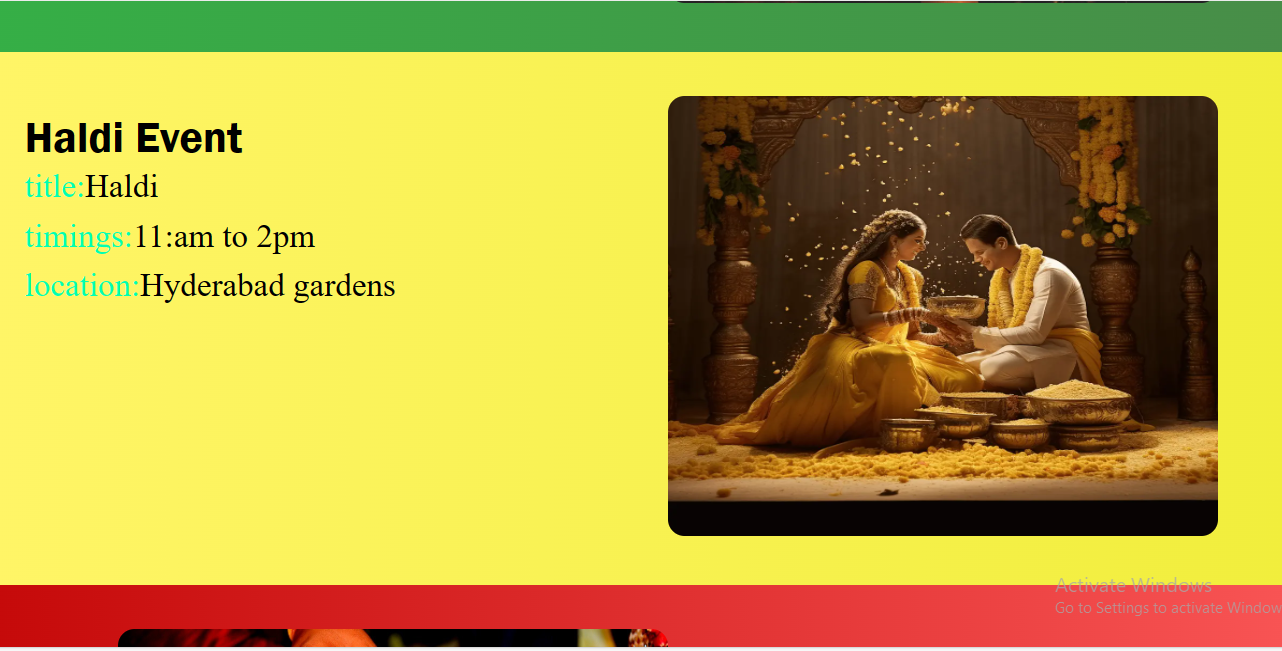 Haldi Event
title:Haldi
timings:11:am to 2pm
location:Hyderabad gardens
Activate Windows
Go to Settings to activate Window